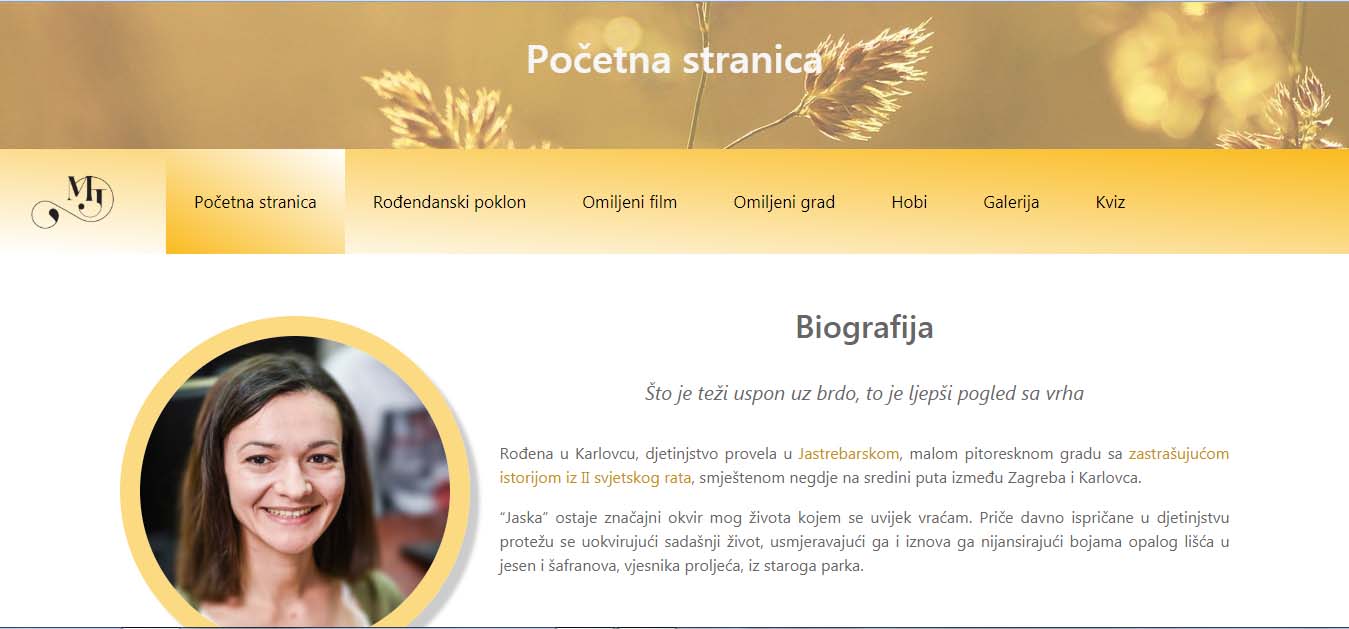 Početna stranica
MJ
Početna stranica Rođendanski poklon Omiljeni film Omiljeni grad Hobi Galerija Kviz
Biografija
Što je teži uspon uz brdo, to je ljepši pogled sa vrha
Rođena u Karlovcu, djetinjstvo provela u Jastrebarskom, malom pitoresknom gradu sa zastrašujućom
istorijom iz II svjetskog rata, smještenom negdje na sredini puta između Zagreba i Karlovca.
“Jaska” ostaje značajni okvir mog života kojem se uvijek vraćam. Priče davno ispričane u djetinjstvu
protežu se uokvirujući sadašnji život, usmjeravajući ga i iznova ga nijansirajući bojama opalog lišća u
jesen i šafranova, vjesnika proljeća, iz staroga parka.